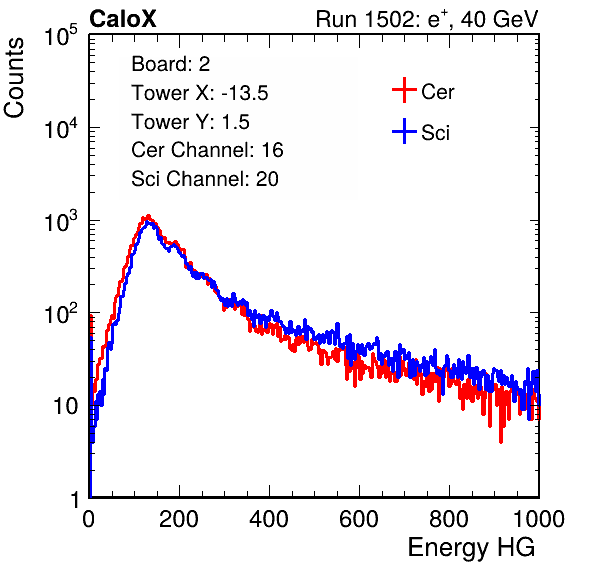 CaloX
Run 1502: e⁺, 40 GeV
Counts
10⁵
10⁴
10³
10²
10
1
Board: 2
Tower X: -13.5
Tower Y: 1.5
Cer Channel: 16
Sci Channel: 20
Cer
Sci
0 200 400 600 800 1000
Energy HG